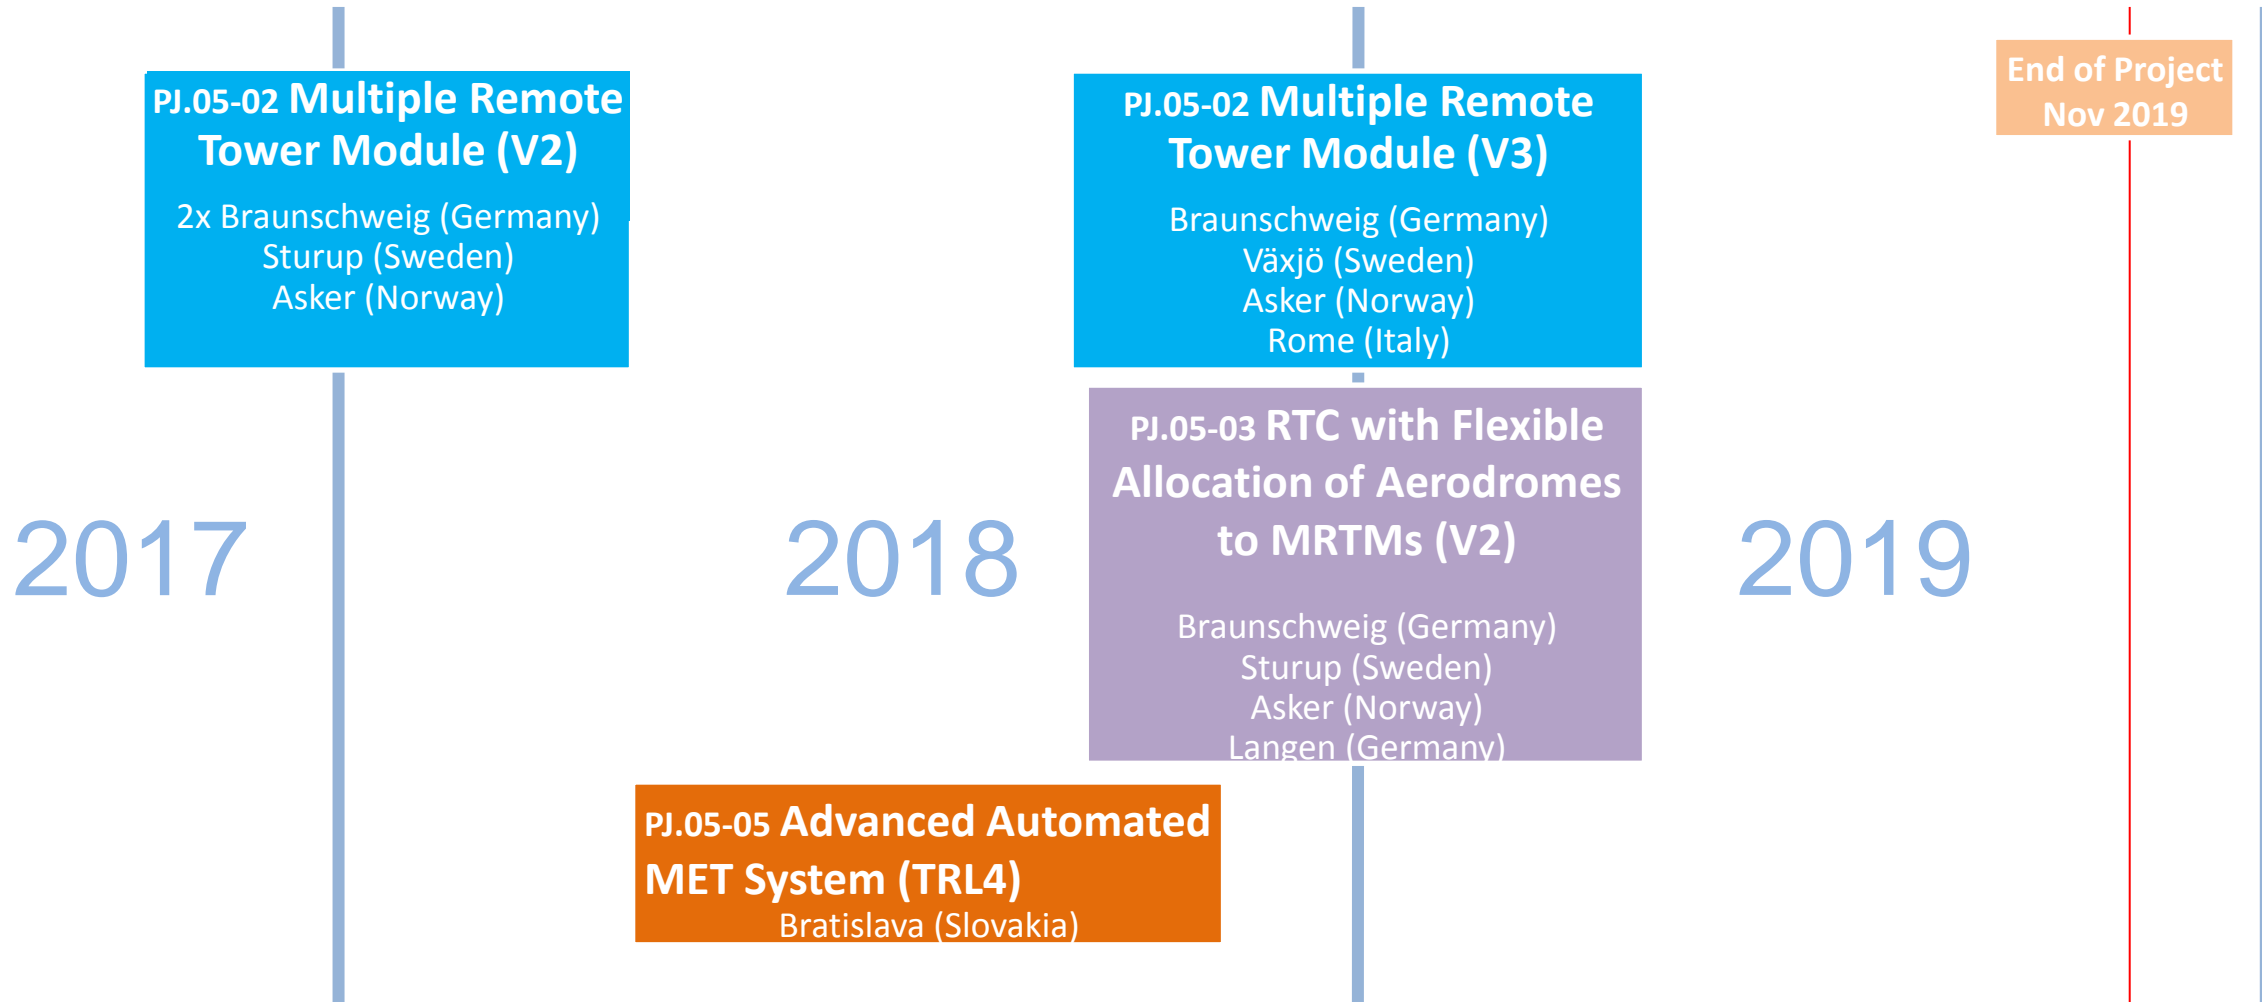 PJ.05-02 Multiple Remote
Tower Module (V2)
2x Braunschweig (Germany)
Sturup (Sweden)
Asker (Norway)
PJ.05-02 Multiple Remote
Tower Module (V3)
Braunschweig (Germany)
Växjö (Sweden)
Asker (Norway)
Rome (Italy)
End of Project
Nov 2019
PJ.05-03 RTC with Flexible
Allocation of Aerodromes
to MRTMs (V2)
Braunschweig (Germany)
Sturup (Sweden)
Asker (Norway)
Langen (Germany)
2017
2018
2019
PJ.05-05 Advanced Automated
MET System (TRL4)
Bratislava (Slovakia)